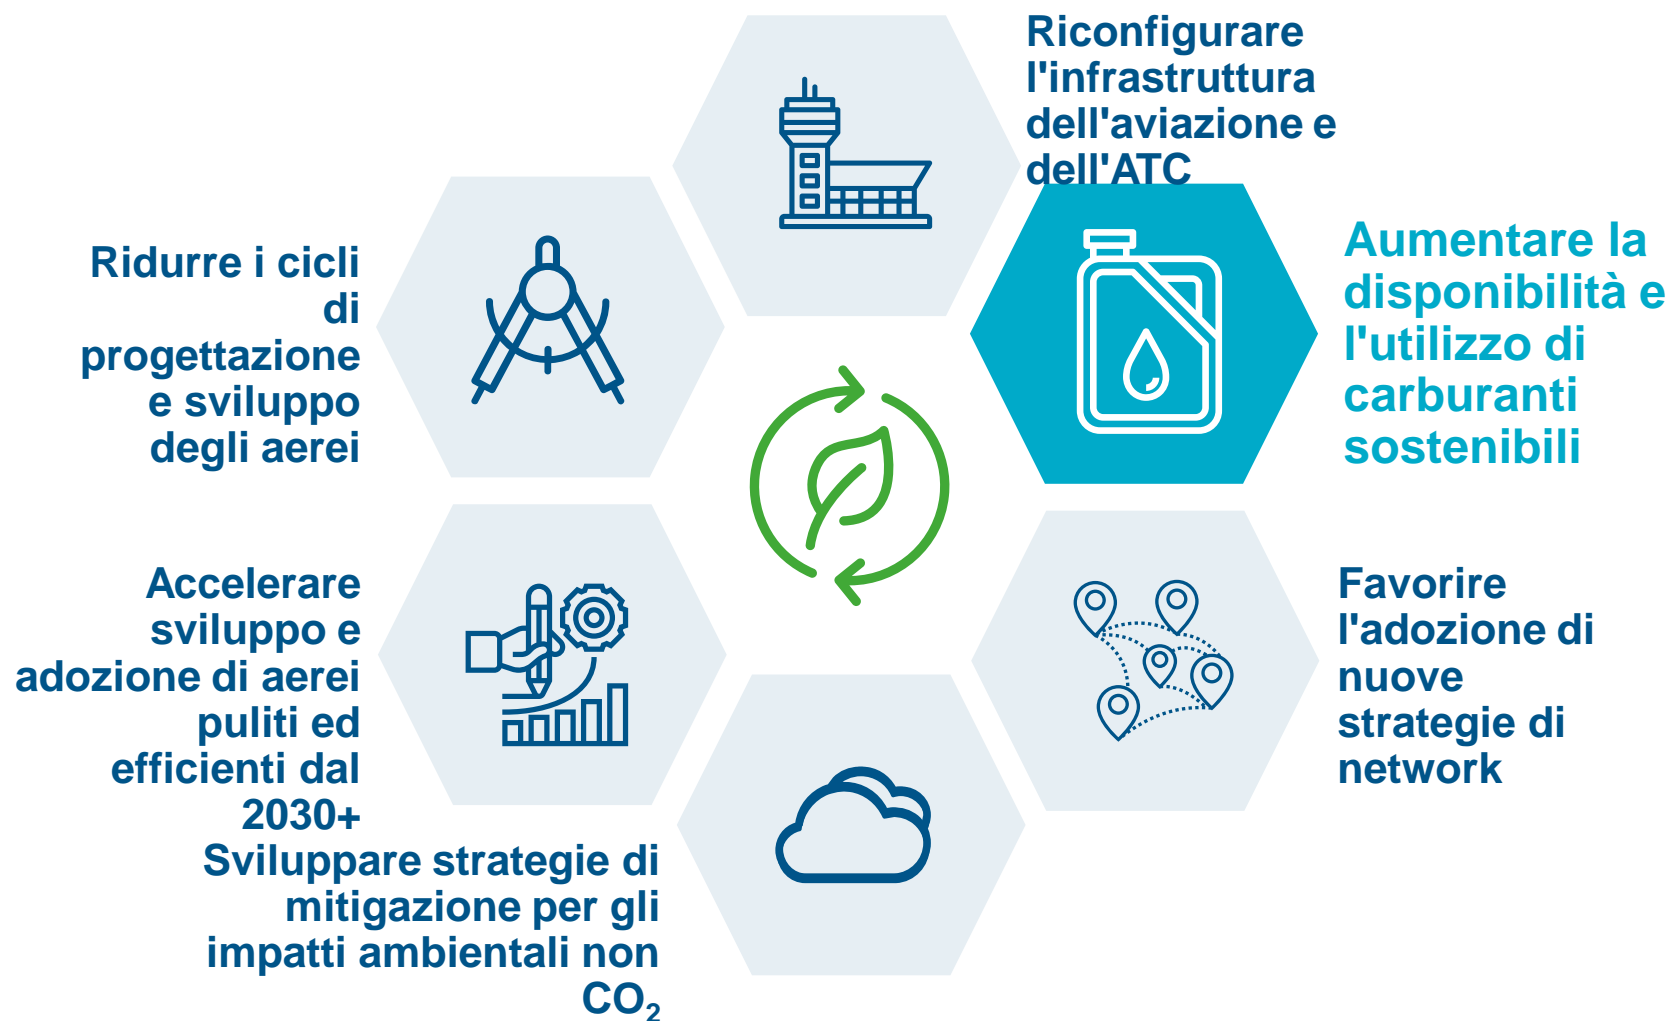 Riconfigurare
l'infrastruttura
dell'aviazione e
dell'ATC
Aumentare la
disponibilità e
l'utilizzo di
carburanti
sostenibili
Favorire
l'adozione di
nuove
strategie di
network
Ridurre i cicli
di
progettazione
e sviluppo
degli aerei
Accelerare
sviluppo e
adozione di aerei
puliti ed
efficienti dal
2030+
Sviluppare strategie di
mitigazione per gli
impatti ambientali non
CO₂